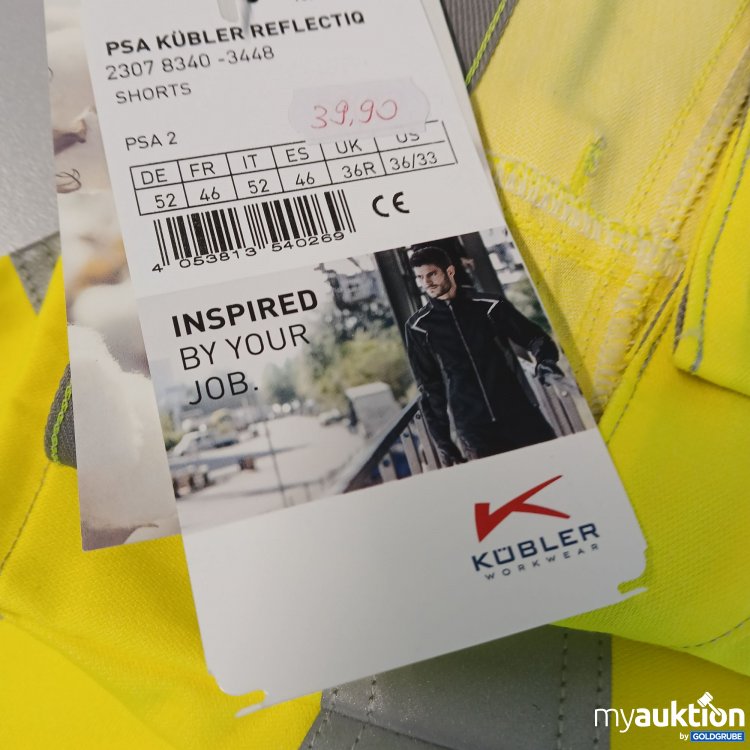 PSA KÜBLER REFLECTIQ
2307 8340 -3448
SHORTS
39,90
PSA 2
DE FR IT ES UK US
52 46 52 46 36R 36/33
CE
4 053813 540269
INSPIRED
BY YOUR
JOB.
KÜBLER
WORKWEAR
myauktion
by GOLDGRUBE